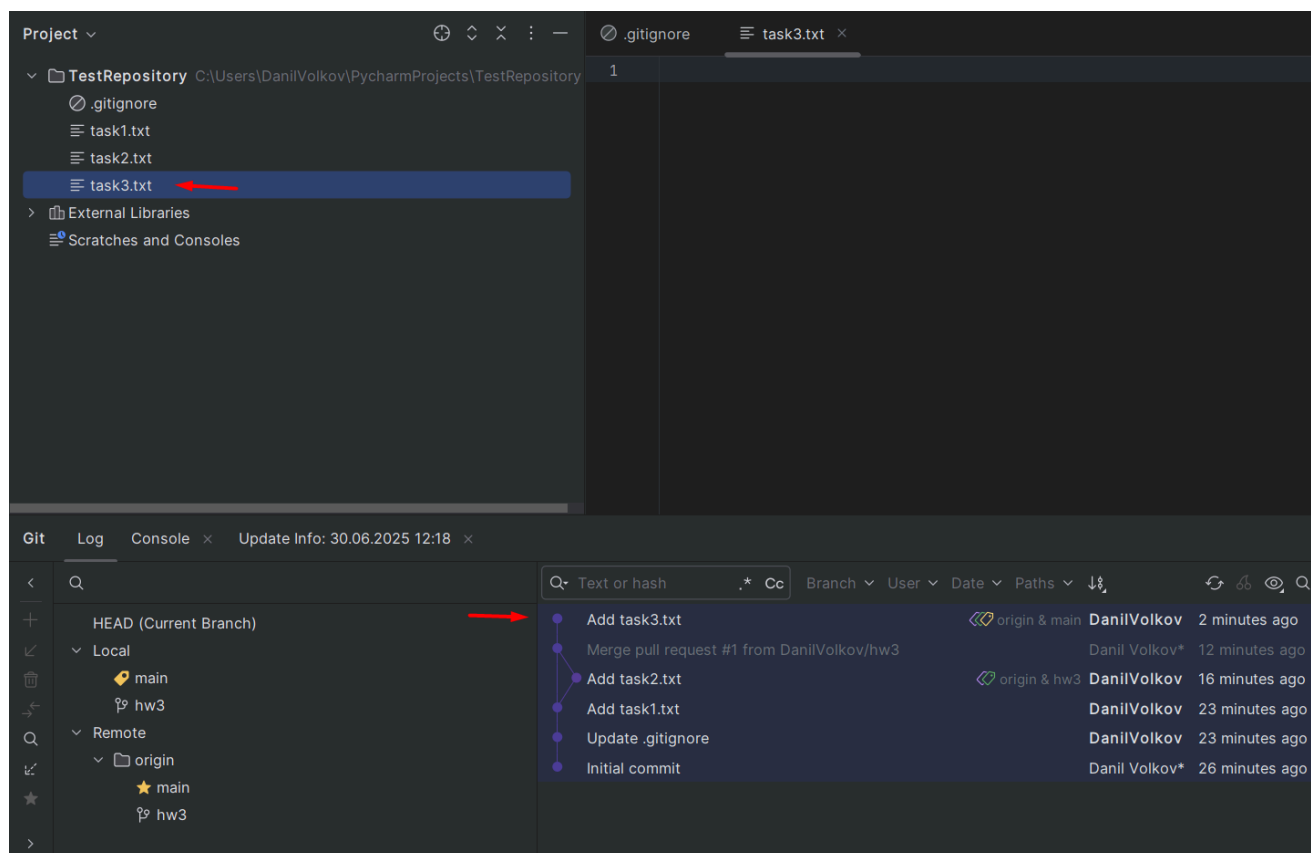 Project
.gitignore
task3.txt
TestRepository C:\Users\DanilVolkov\PycharmProjects\TestRepository
1
.gitignore
task1.txt
task2.txt
task3.txt
External Libraries
Scratches and Consoles
Git Log Console Update Info: 30.06.2025 12:18
Text or hash .* Cc Branch User Date Paths
HEAD (Current Branch)
Local
main
hw3
Remote
origin
main
hw3
Add task3.txt origin & main DanilVolkov 2 minutes ago
Merge pull request #1 from DanilVolkov/hw3 Danil Volkov* 12 minutes ago
Add task2.txt origin & hw3 DanilVolkov 16 minutes ago
Add task1.txt DanilVolkov 23 minutes ago
Update .gitignore DanilVolkov 23 minutes ago
Initial commit Danil Volkov* 26 minutes ago